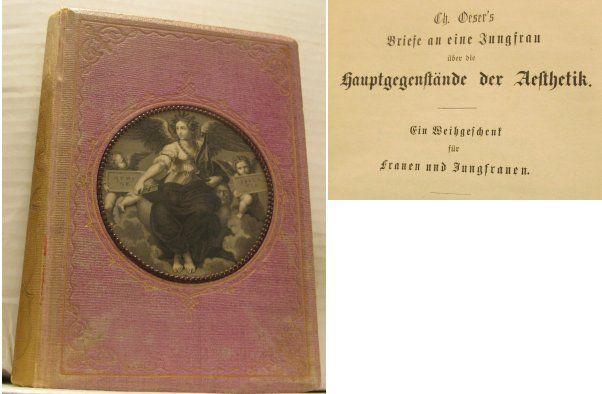 Ch. Oeser's
Briefe an eine Jungfrau
über die
Hauptgegenstände der Aesthetik.
Ein Weihgeschenk
für
Frauen und Jungfrauen.